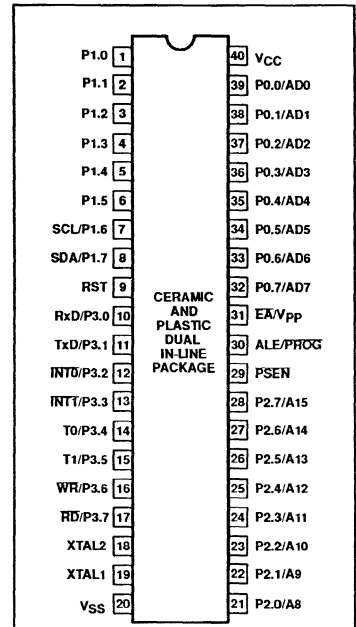 P1.0 1 40 VCC
P1.1 2 39 P0.0/AD0
P1.2 3 38 P0.1/AD1
P1.3 4 37 P0.2/AD2
P1.4 5 36 P0.3/AD3
P1.5 6 35 P0.4/AD4
SCL/P1.6 7 34 P0.5/AD5
SDA/P1.7 8 33 P0.6/AD6
RST 9 32 P0.7/AD7
RxD/P3.0 10 31 E̅A̅/VPP
TxD/P3.1 11 30 ALE/P̅R̅O̅G̅
I̅N̅T̅0̅/P3.2 12 29 P̅S̅E̅N̅
I̅N̅T̅1̅/P3.3 13 28 P2.7/A15
T0/P3.4 14 27 P2.6/A14
T1/P3.5 15 26 P2.5/A13
W̅R̅/P3.6 16 25 P2.4/A12
R̅D̅/P3.7 17 24 P2.3/A11
XTAL2 18 23 P2.2/A10
XTAL1 19 22 P2.1/A9
VSS 20 21 P2.0/A8
CERAMIC
AND
PLASTIC
DUAL
IN-LINE
PACKAGE